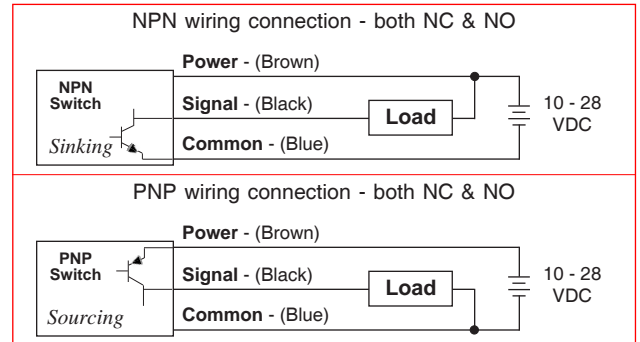 NPN wiring connection - both NC & NO
Power - (Brown)
NPN
Switch
Signal - (Black)
Load
10 - 28
VDC
Sinking
Common - (Blue)
PNP wiring connection - both NC & NO
Power - (Brown)
PNP
Switch
Signal - (Black)
Load
10 - 28
VDC
Sourcing
Common - (Blue)